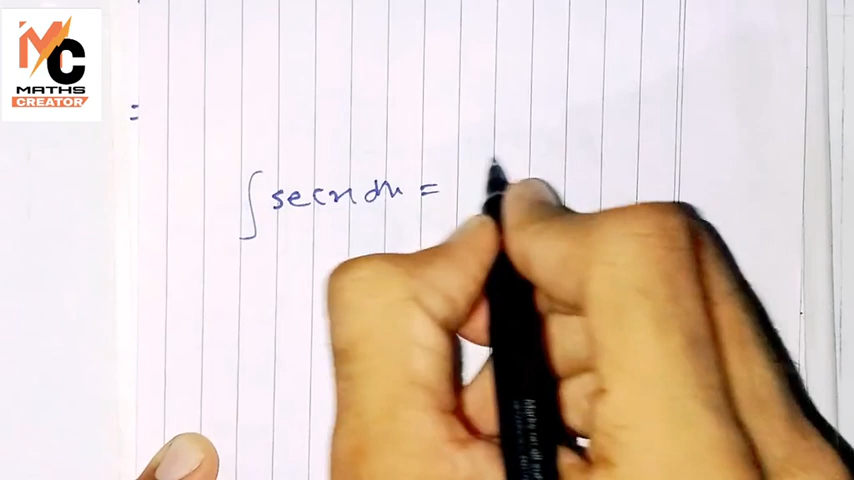 MC
MATHS
CREATOR
=
∫ secx dx =